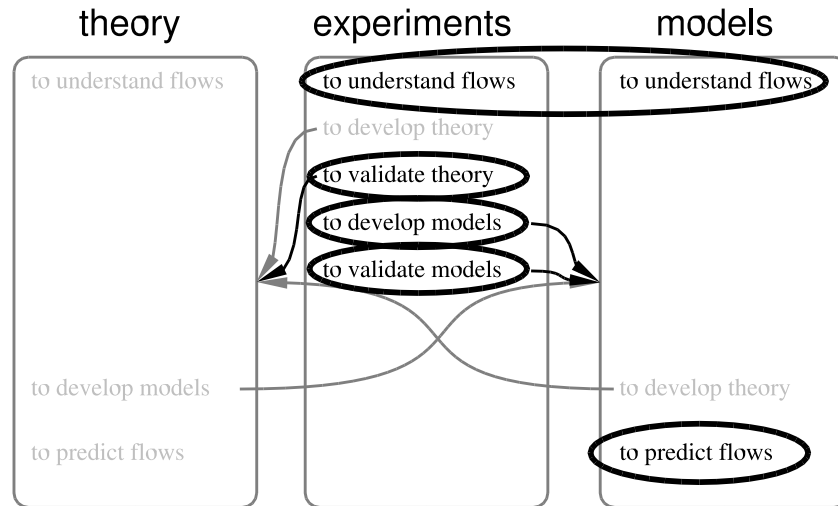 theory
to understand flows
to develop models
to predict flows
experiments
to understand flows
to develop theory
to validate theory
to develop models
to validate models
models
to understand flows
to develop theory
to predict flows